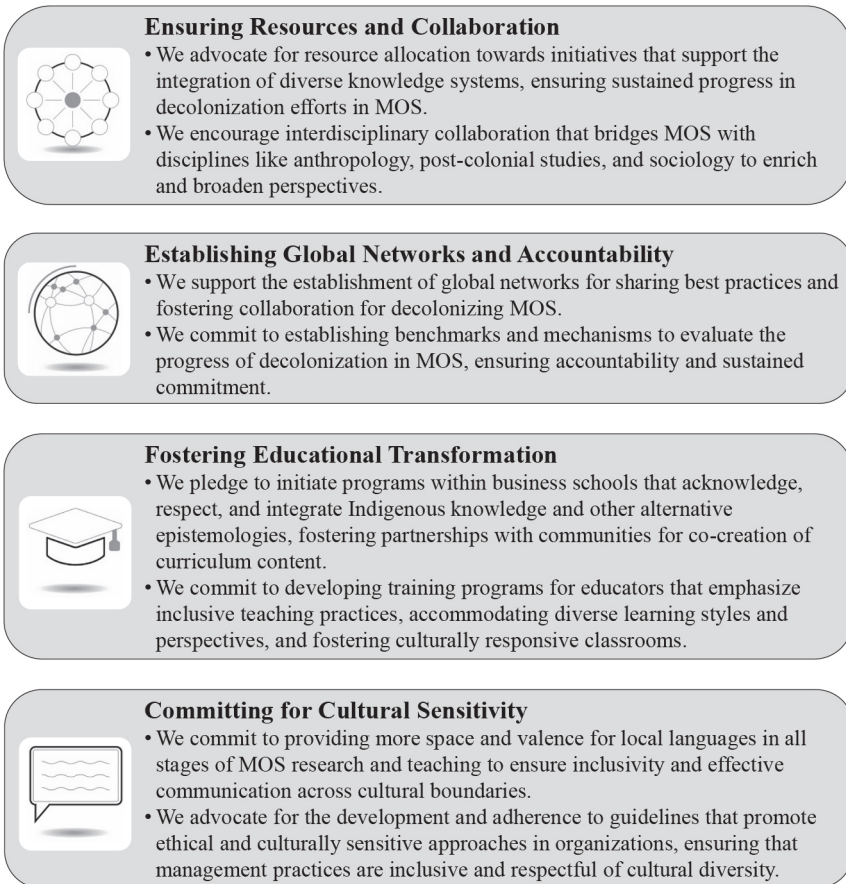 Ensuring Resources and Collaboration
• We advocate for resource allocation towards initiatives that support the
integration of diverse knowledge systems, ensuring sustained progress in
decolonization efforts in MOS.
• We encourage interdisciplinary collaboration that bridges MOS with
disciplines like anthropology, post-colonial studies, and sociology to enrich
and broaden perspectives.
Establishing Global Networks and Accountability
• We support the establishment of global networks for sharing best practices and
fostering collaboration for decolonizing MOS.
• We commit to establishing benchmarks and mechanisms to evaluate the
progress of decolonization in MOS, ensuring accountability and sustained
commitment.
Fostering Educational Transformation
• We pledge to initiate programs within business schools that acknowledge,
respect, and integrate Indigenous knowledge and other alternative
epistemologies, fostering partnerships with communities for co-creation of
curriculum content.
• We commit to developing training programs for educators that emphasize
inclusive teaching practices, accommodating diverse learning styles and
perspectives, and fostering culturally responsive classrooms.
Committing for Cultural Sensitivity
• We commit to providing more space and valence for local languages in all
stages of MOS research and teaching to ensure inclusivity and effective
communication across cultural boundaries.
• We advocate for the development and adherence to guidelines that promote
ethical and culturally sensitive approaches in organizations, ensuring that
management practices are inclusive and respectful of cultural diversity.